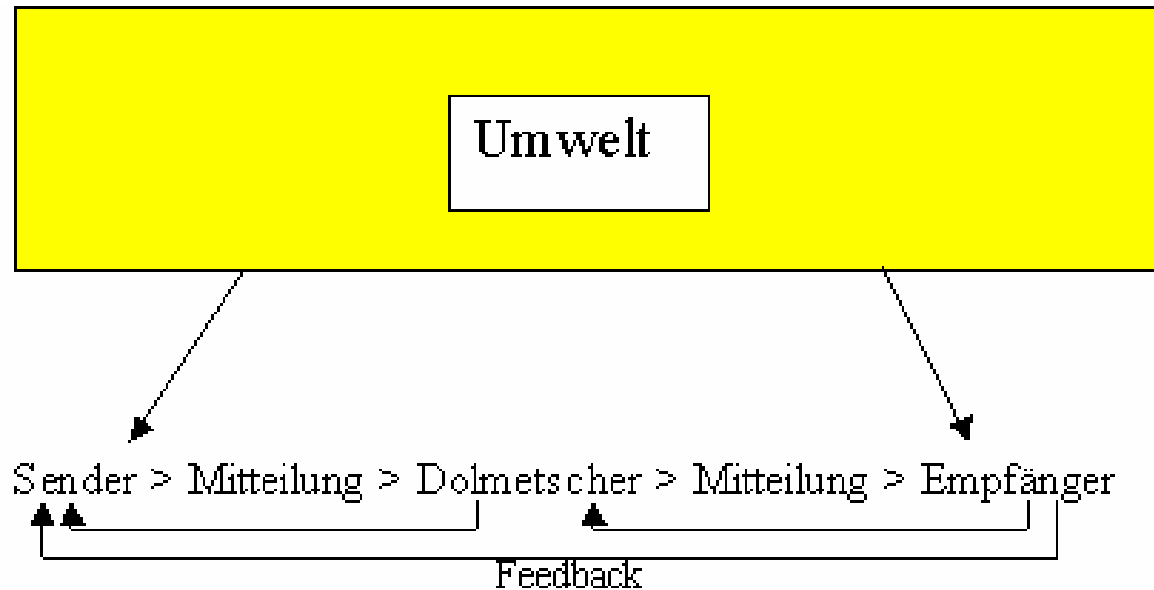 Umwelt
Sender > Mitteilung > Dolmetscher > Mitteilung > Empfänger
Feedback